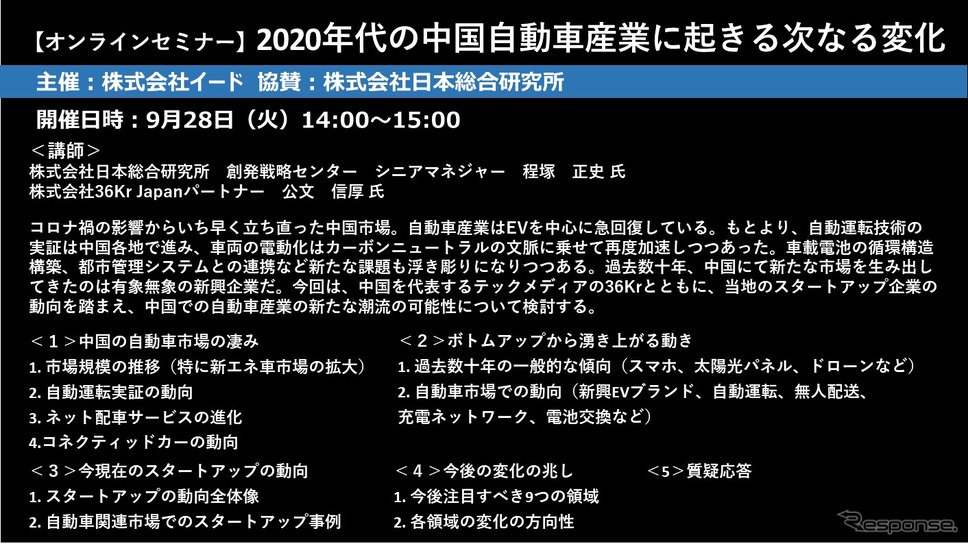 【オンラインセミナー】2020年代の中国自動車産業に起きる次なる変化
主催：株式会社イード 協賛：株式会社日本総合研究所
開催日時：9月28日（火）14:00～15:00
＜講師＞
株式会社日本総合研究所　創発戦略センター　シニアマネジャー　程塚　正史 氏
株式会社36Kr Japanパートナー　公文　信厚 氏
コロナ禍の影響からいち早く立ち直った中国市場。自動車産業はEVを中心に急回復している。もとより、自動運転技術の
実証は中国各地で進み、車両の電動化はカーボンニュートラルの文脈に乗せて再度加速しつつあった。車載電池の循環構造
構築、都市管理システムとの連携など新たな課題も浮き彫りになりつつある。過去数十年、中国にて新たな市場を生み出し
てきたのは有象無象の新興企業だ。今回は、中国を代表するテックメディアの36Krとともに、当地のスタートアップ企業の
動向を踏まえ、中国での自動車産業の新たな潮流の可能性について検討する。
＜１＞中国の自動車市場の凄み
1. 市場規模の推移（特に新エネ車市場の拡大）
2. 自動運転実証の動向
3. ネット配車サービスの進化
4.コネクティッドカーの動向
＜２＞ボトムアップから湧き上がる動き
1. 過去数十年の一般的な傾向（スマホ、太陽光パネル、ドローンなど）
2. 自動車市場での動向（新興EVブランド、自動運転、無人配送、
充電ネットワーク、電池交換など）
＜３＞今現在のスタートアップの動向
1. スタートアップの動向全体像
2. 自動車関連市場でのスタートアップ事例
＜４＞今後の変化の兆し
1. 今後注目すべき9つの領域
2. 各領域の変化の方向性
＜5＞質疑応答
Response.